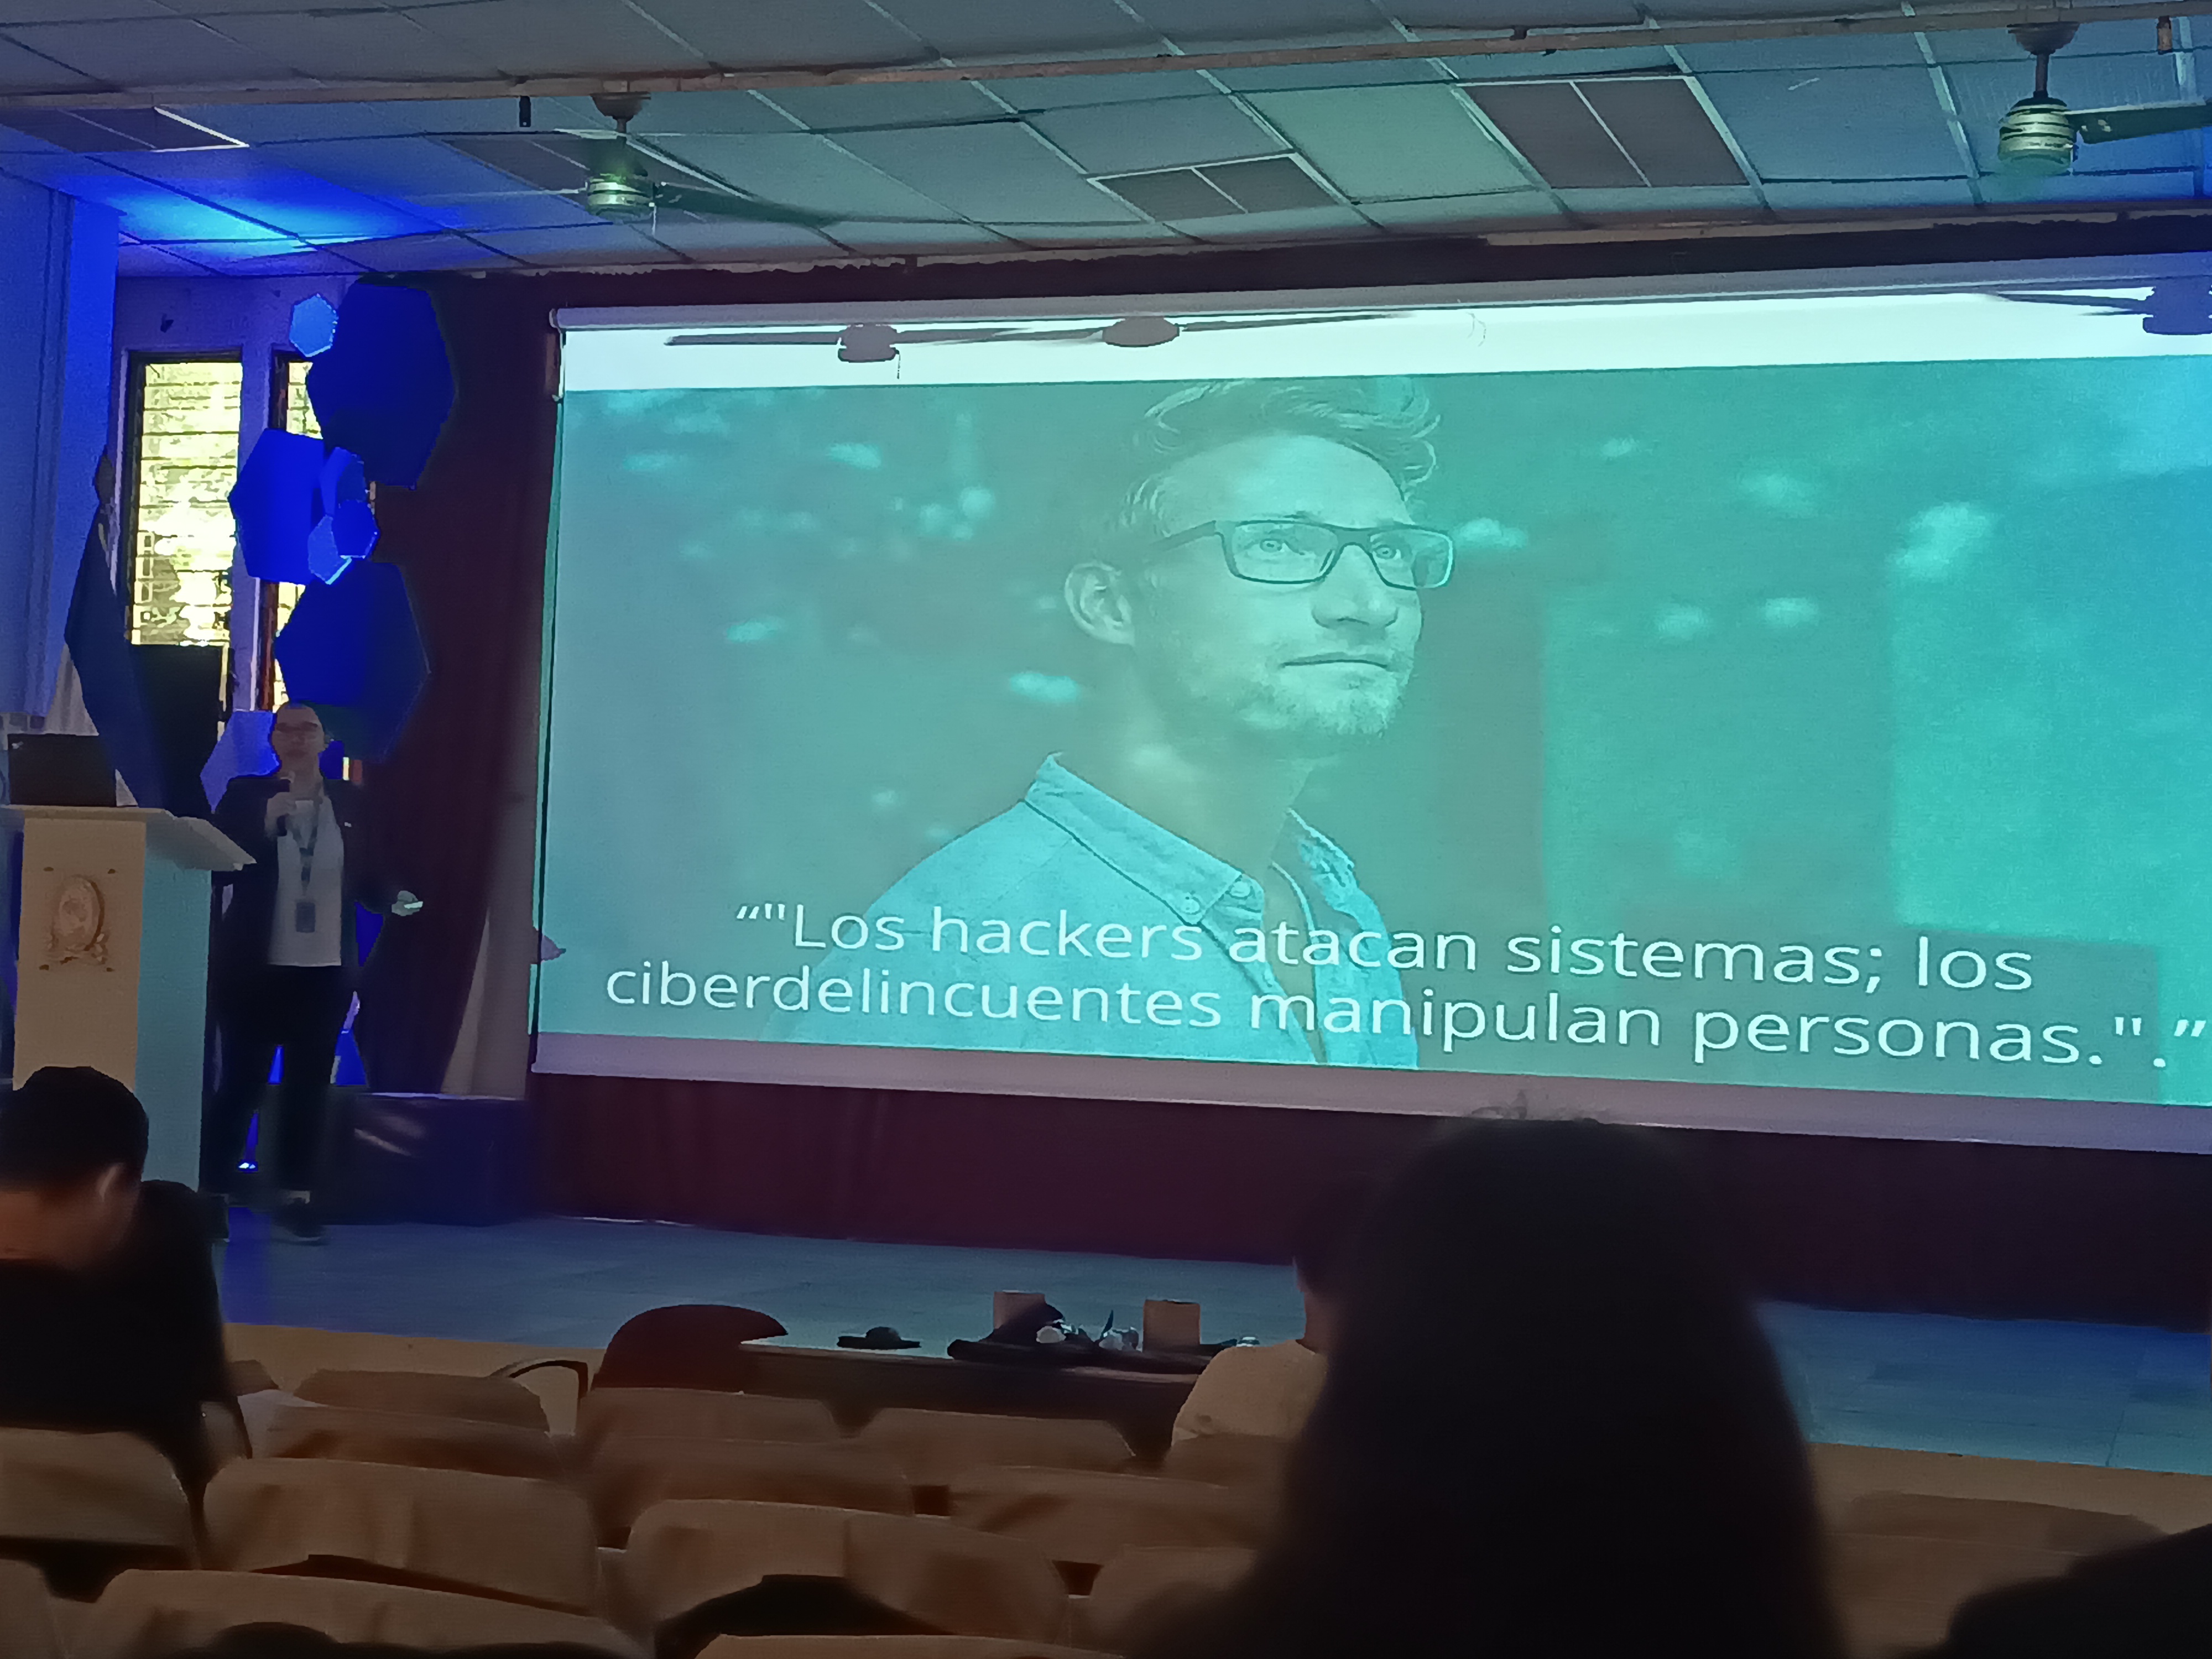 “"Los hackers atacan sistemas; los
ciberdelincuentes manipulan personas.".”